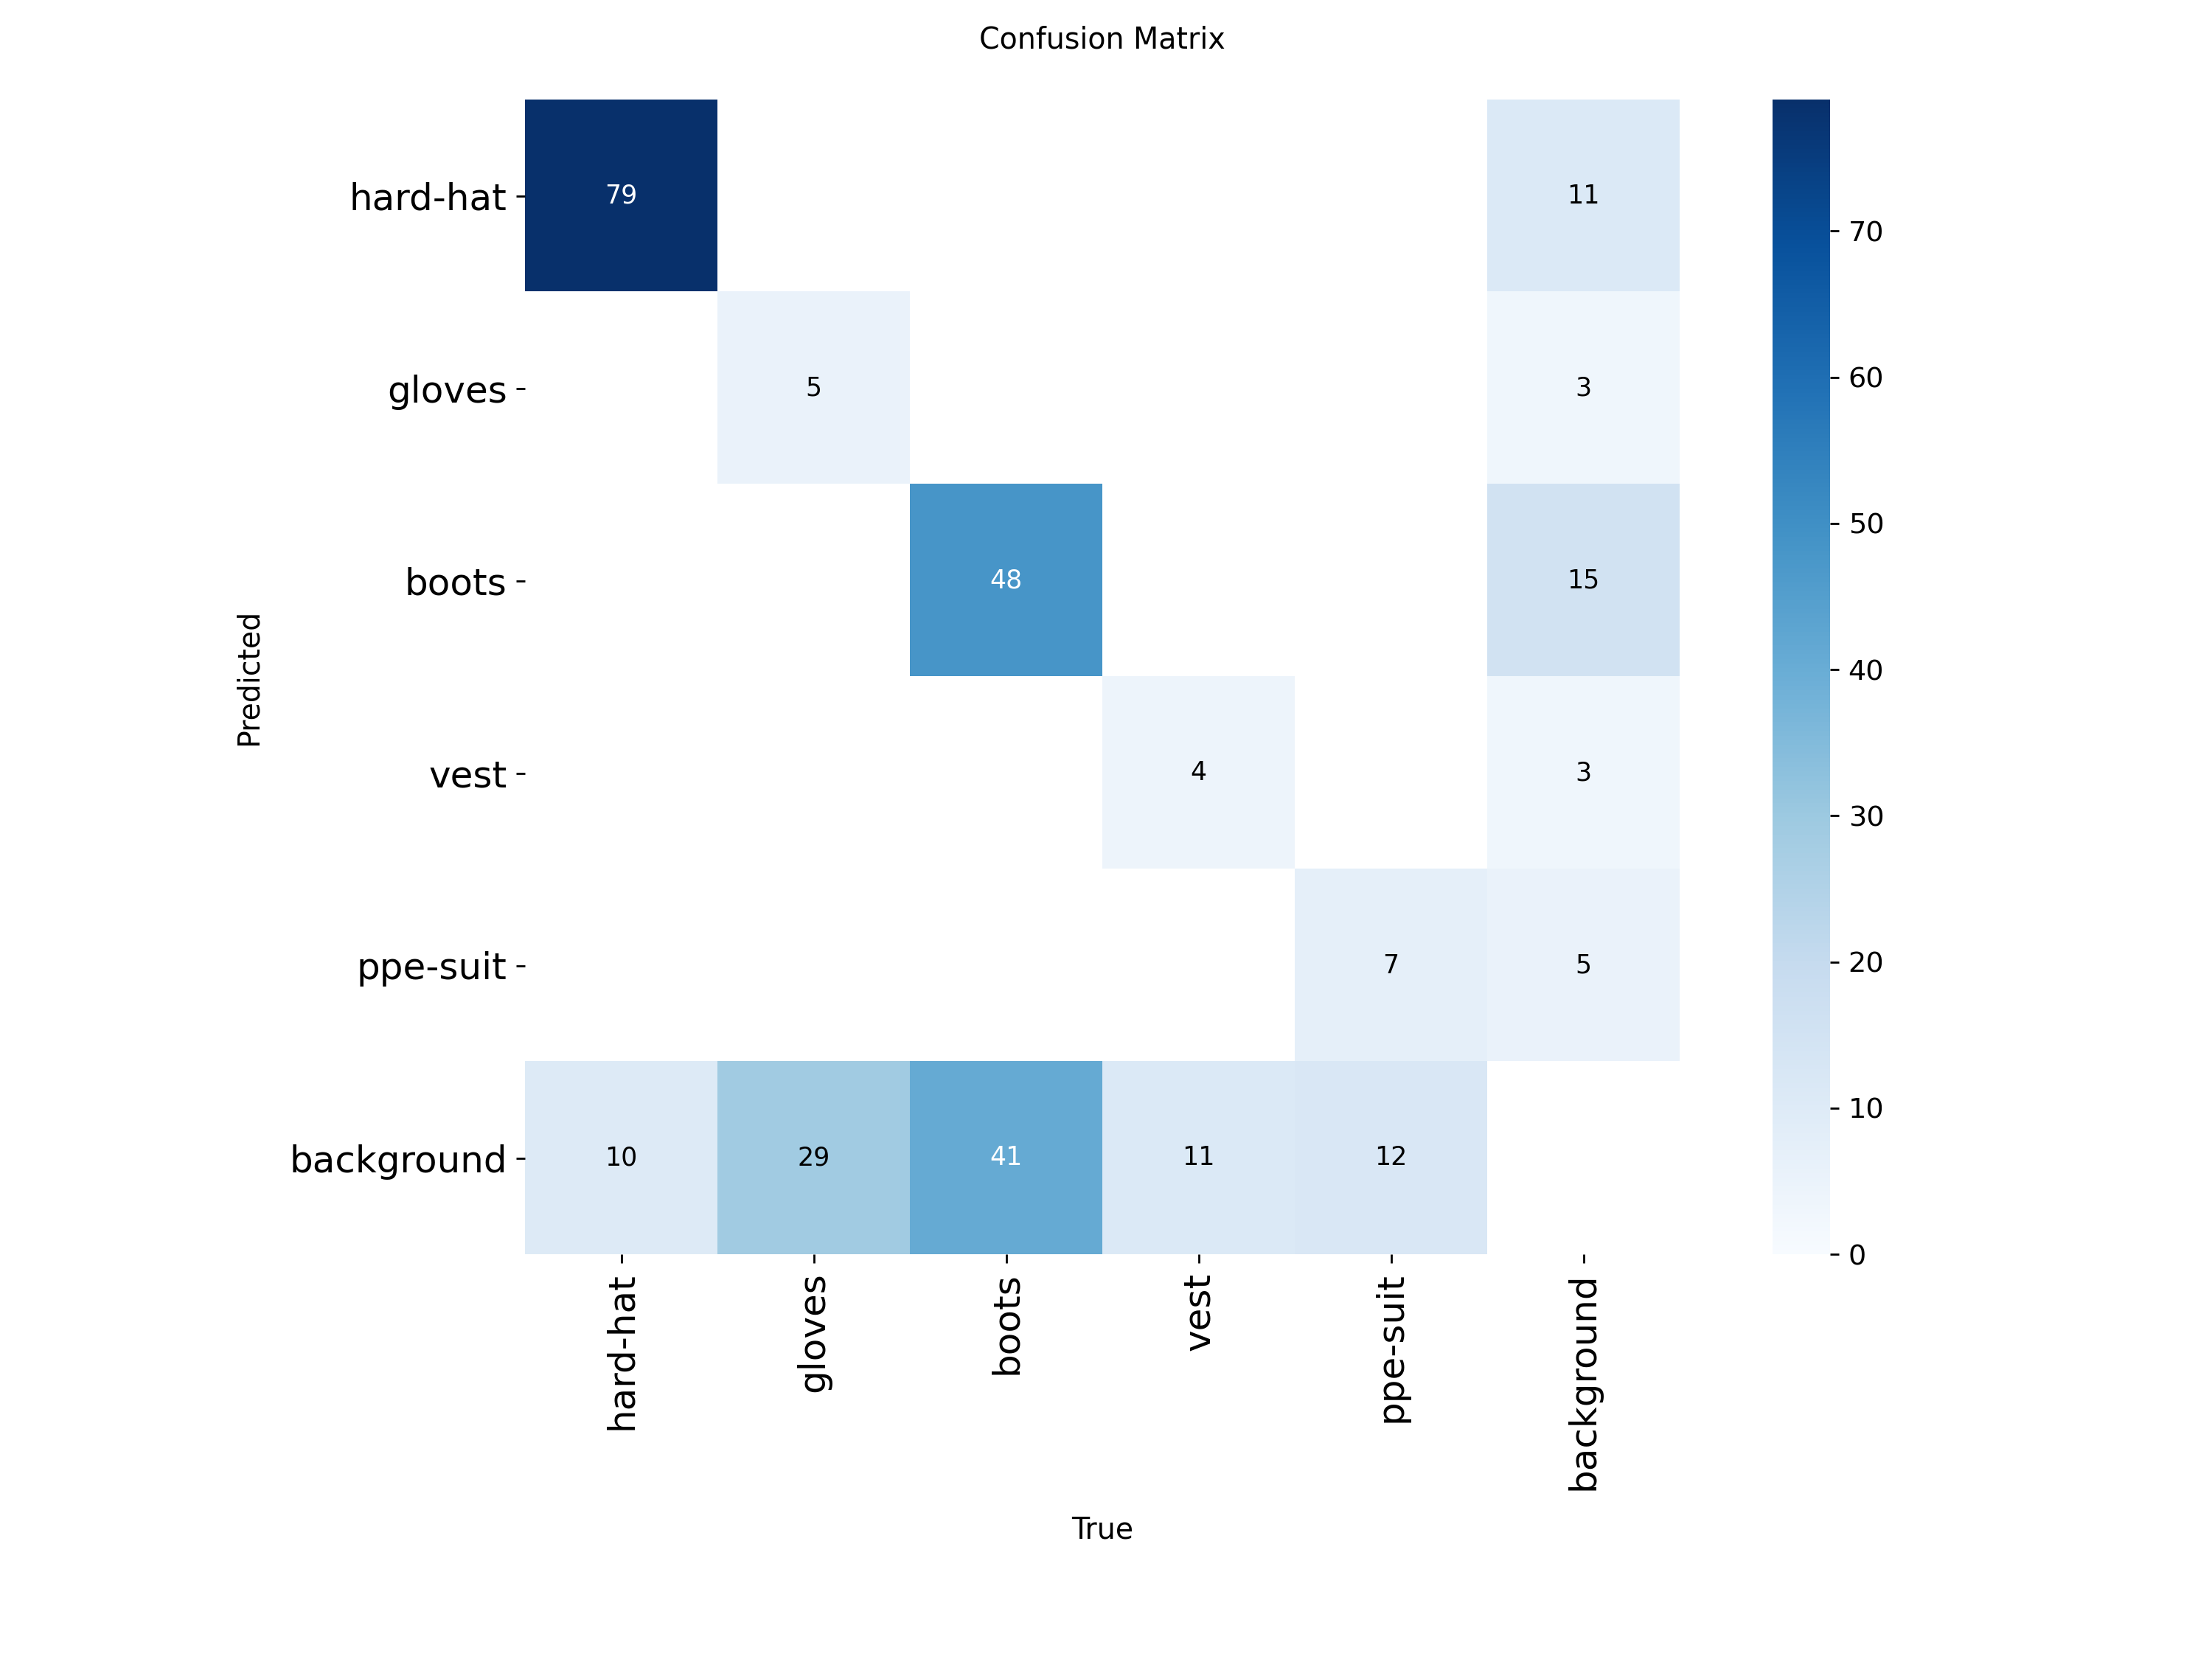 Confusion Matrix
hard-hat 79 11 70
60
gloves 5 3
50
boots 48 15
40
Predicted
vest 4 3
30
ppe-suit 7 5
20
10
background 10 29 41 11 12
0
hard-hat gloves boots vest ppe-suit background
True